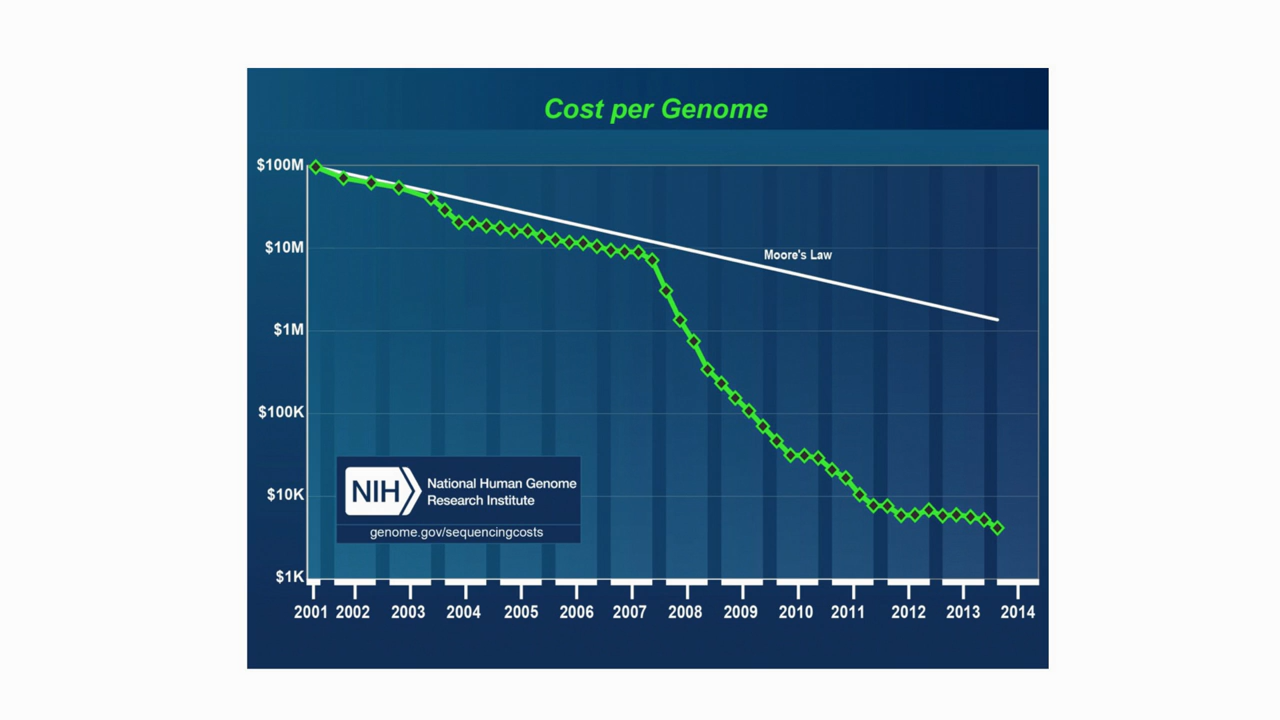 Cost per Genome
$100M
$10M
Moore's Law
$1M
$100K
NIH
National Human Genome
Research Institute
$10K
genome.gov/sequencingcosts
$1K
2001 2002 2003 2004 2005 2006 2007 2008 2009 2010 2011 2012 2013 2014